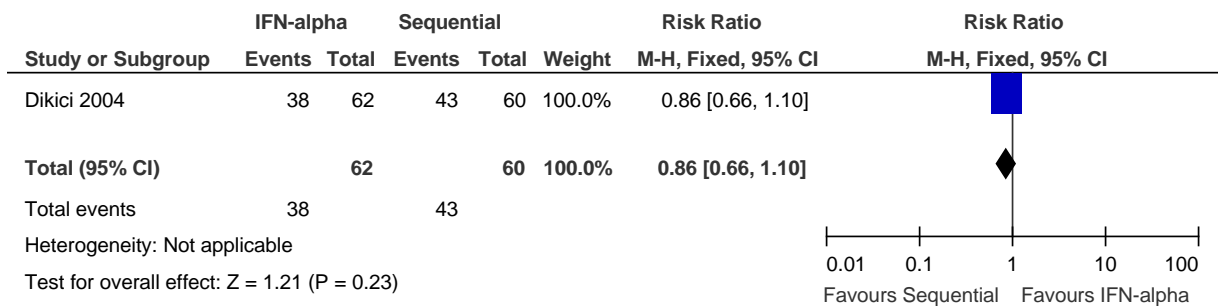 IFN-alpha Sequential Risk Ratio Risk Ratio
Study or Subgroup Events Total Events Total Weight M-H, Fixed, 95% CI M-H, Fixed, 95% CI
Dikici 2004 38 62 43 60 100.0% 0.86 [0.66, 1.10]
Total (95% CI) 62 60 100.0% 0.86 [0.66, 1.10]
Total events 38 43
Heterogeneity: Not applicable
Test for overall effect: Z = 1.21 (P = 0.23)
0.01 0.1 1 10 100
Favours Sequential Favours IFN-alpha